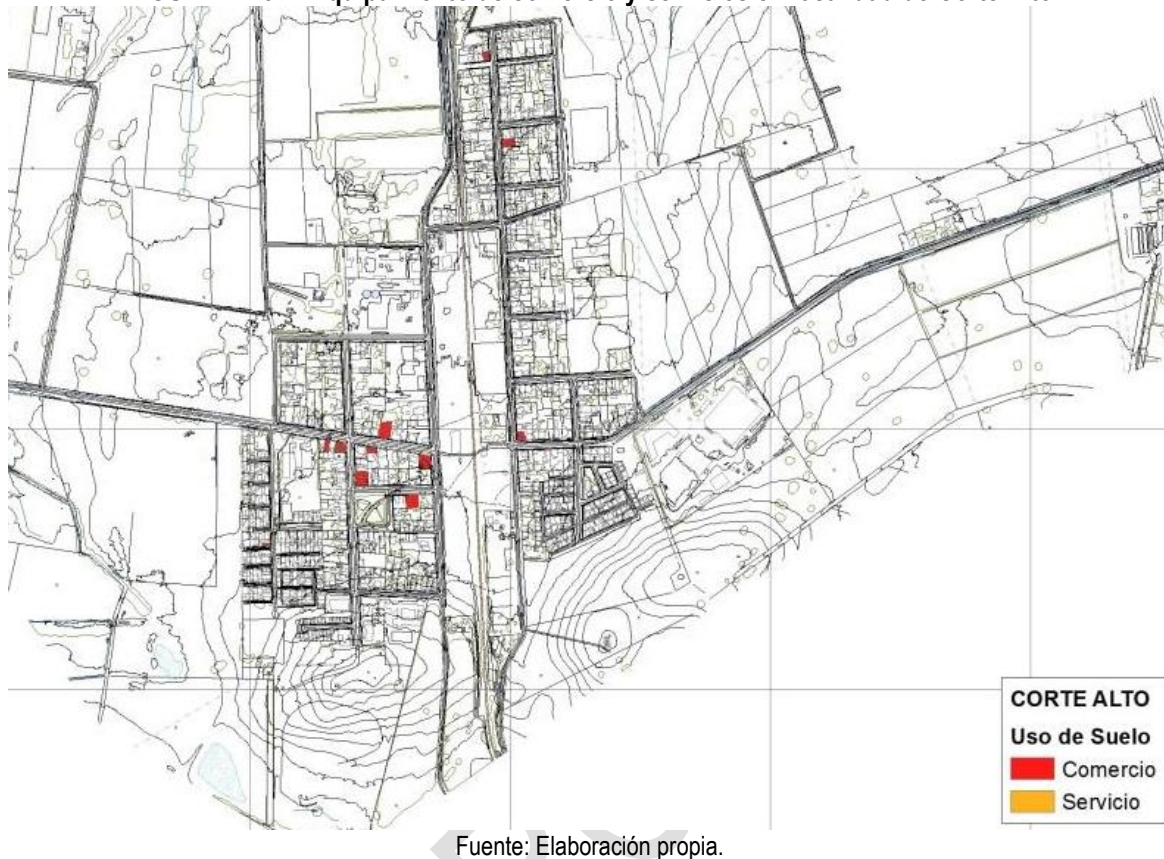 CORTE ALTO
Uso de Suelo
Comercio
Servicio
Fuente: Elaboración propia.